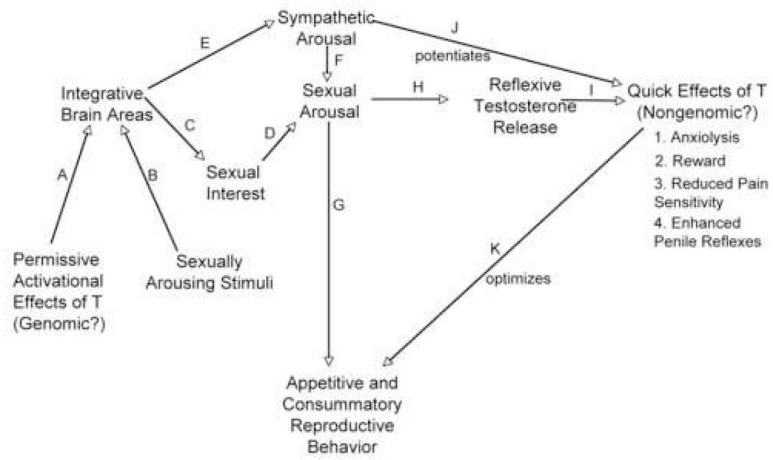 Sympathetic
Arousal
E
J
potentiates
F
Integrative
Brain Areas
Sexual
Arousal
H
Reflexive
Testosterone
Release
I
Quick Effects of T
(Nongenomic?)
1. Anxiolysis
2. Reward
3. Reduced Pain
Sensitivity
4. Enhanced
Penile Reflexes
C
D
Sexual
Interest
A
B
G
K
optimizes
Permissive
Activational
Effects of T
(Genomic?)
Sexually
Arousing Stimuli
Appetitive and
Consummatory
Reproductive
Behavior